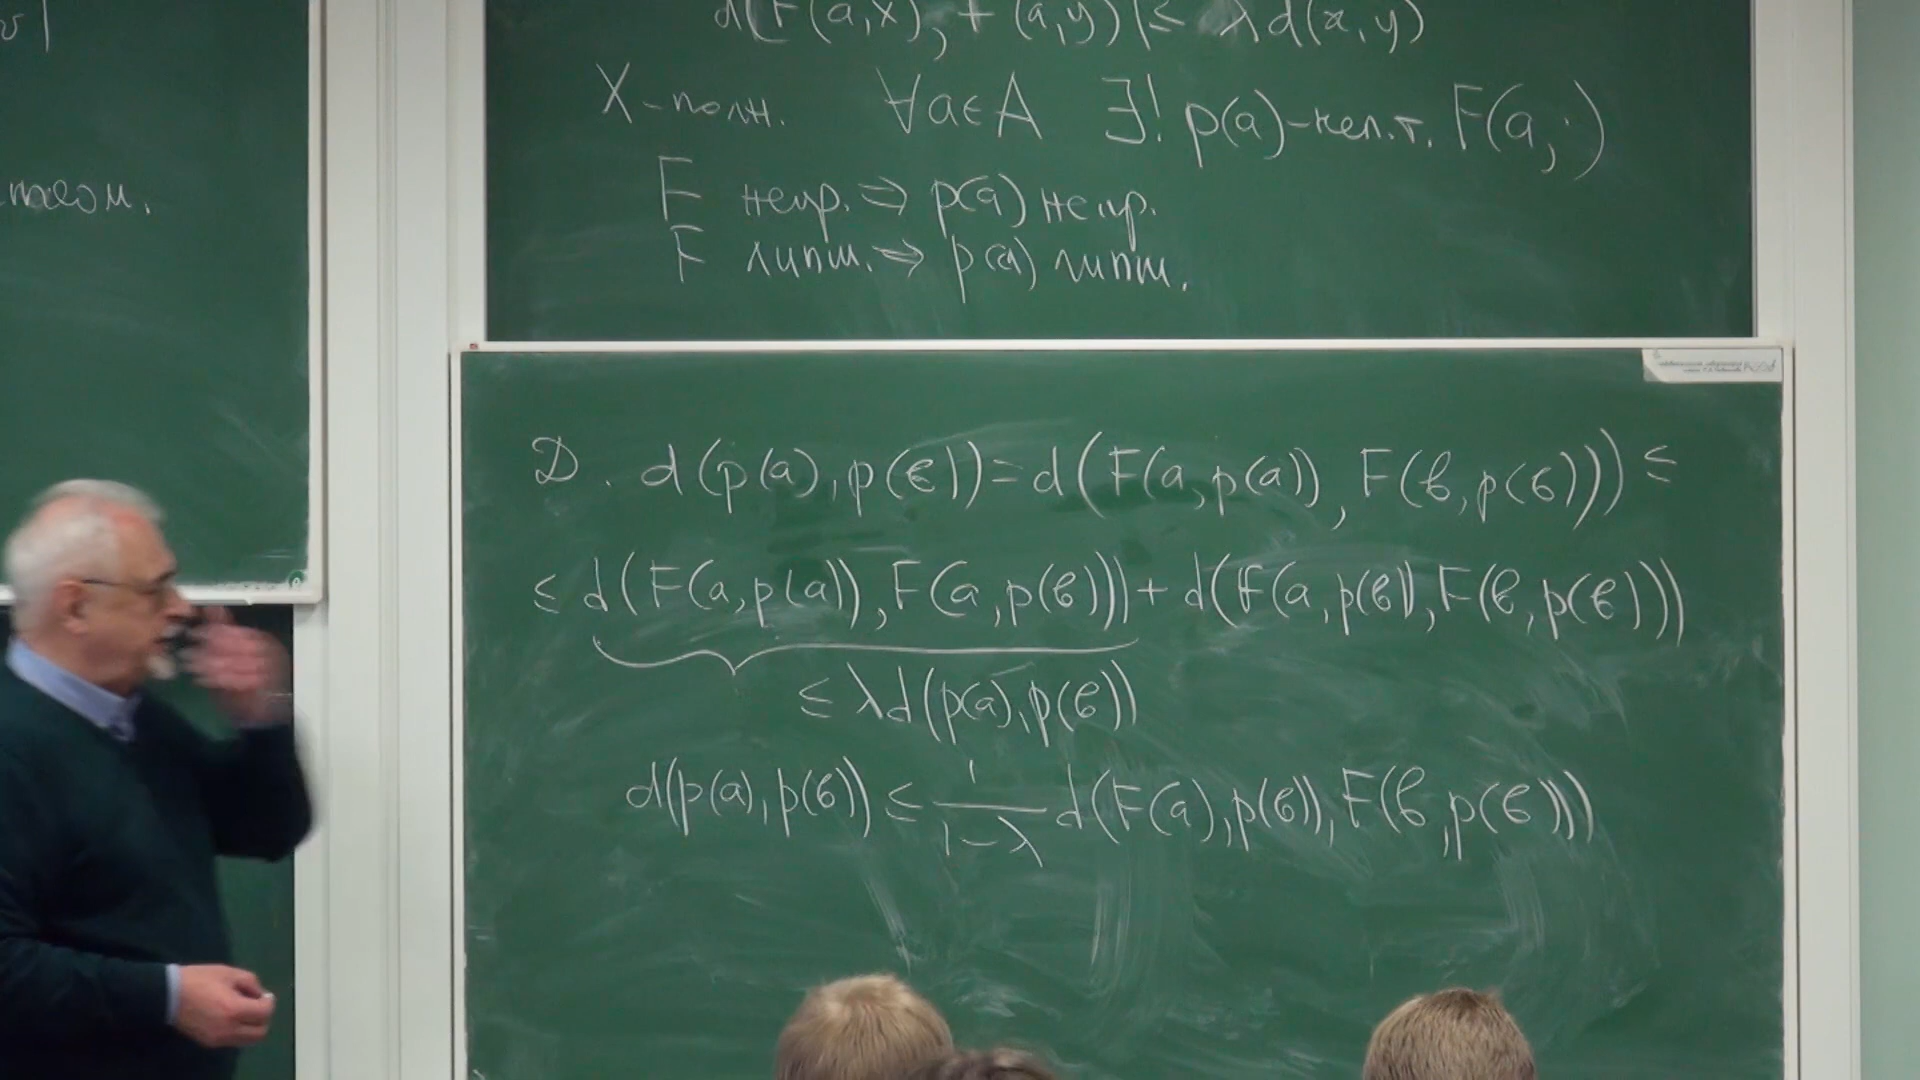 d(F(a,x), F(a,y)) ≤ λd(x,y)
X-полн. ∀a∈A ∃! p(a)-неп.т. F(a,·)
F непр. ⇒ p(a) непр.
F липш. ⇒ p(a) липш.
D. d(p(a),p(b))=d(F(a,p(a)), F(b,p(b))) ≤
≤ d(F(a,p(a)),F(a,p(b)))+d(F(a,p(b)),F(b,p(b)))
≤ λd(p(a),p(b))
d(p(a),p(b)) ≤ 1/(1-λ) d(F(a),p(b)),F(b,p(b)))